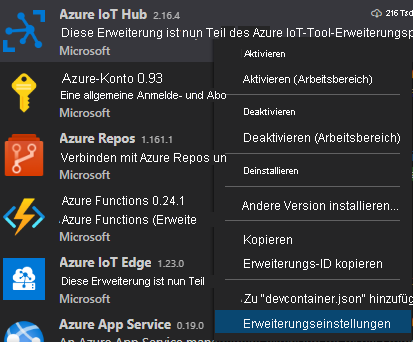 Azure IoT Hub 2.16.4
216 Tsd
Diese Erweiterung ist nun Teil des Azure IoT-Tool-Erweiterungsp
Microsoft
Aktivieren
Azure-Konto 0.93
Aktivieren (Arbeitsbereich)
Eine allgemeine Anmelde- und Abo
Microsoft
Deaktivieren
Azure Repos 1.161.1
Deaktivieren (Arbeitsbereich)
Verbinden mit Azure Repos un
Microsoft
Deinstallieren
Azure Functions 0.24.1
Andere Version installieren...
Azure Functions (Erweite
Microsoft
Kopieren
Azure IoT Edge 1.23.0
Erweiterungs-ID kopieren
Diese Erweiterung ist nun Teil
Microsoft
Zu "devcontainer.json" hinzufüg
Azure App Service 0.19.0
Erweiterungseinstellungen
An Azure App Service man